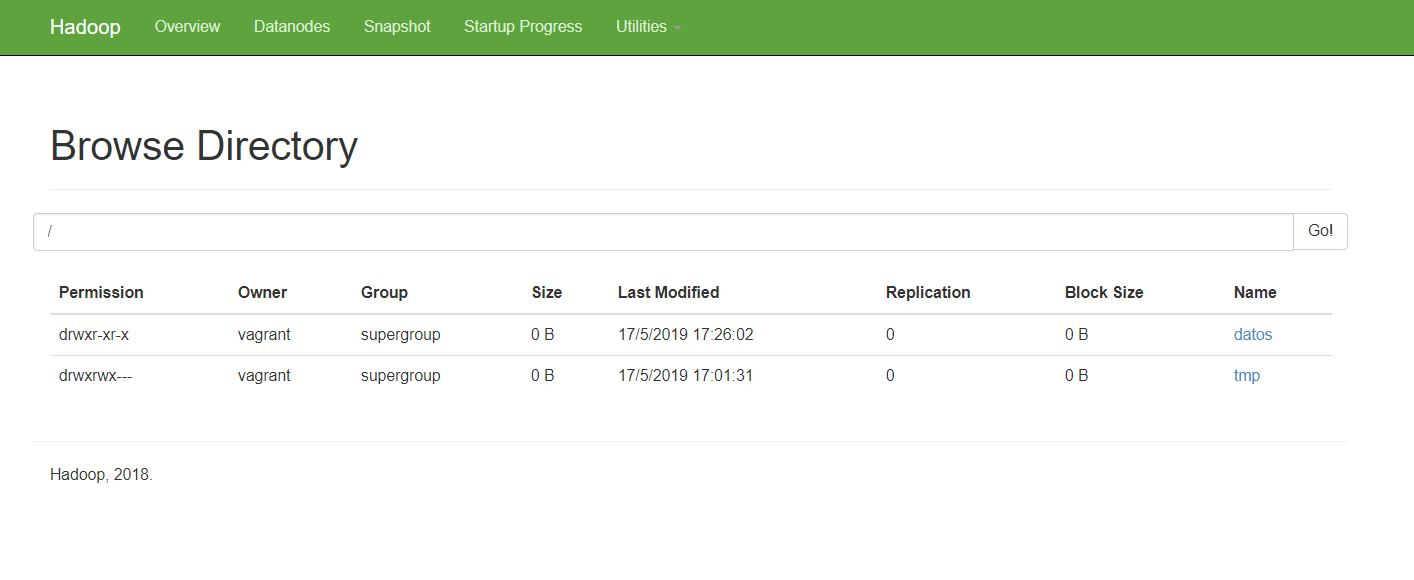 Hadoop Overview Datanodes Snapshot Startup Progress Utilities
Browse Directory
/ Go!
Permission Owner Group Size Last Modified Replication Block Size Name
drwxr-xr-x vagrant supergroup 0 B 17/5/2019 17:26:02 0 0 B datos
drwxrwx--- vagrant supergroup 0 B 17/5/2019 17:01:31 0 0 B tmp
Hadoop, 2018.